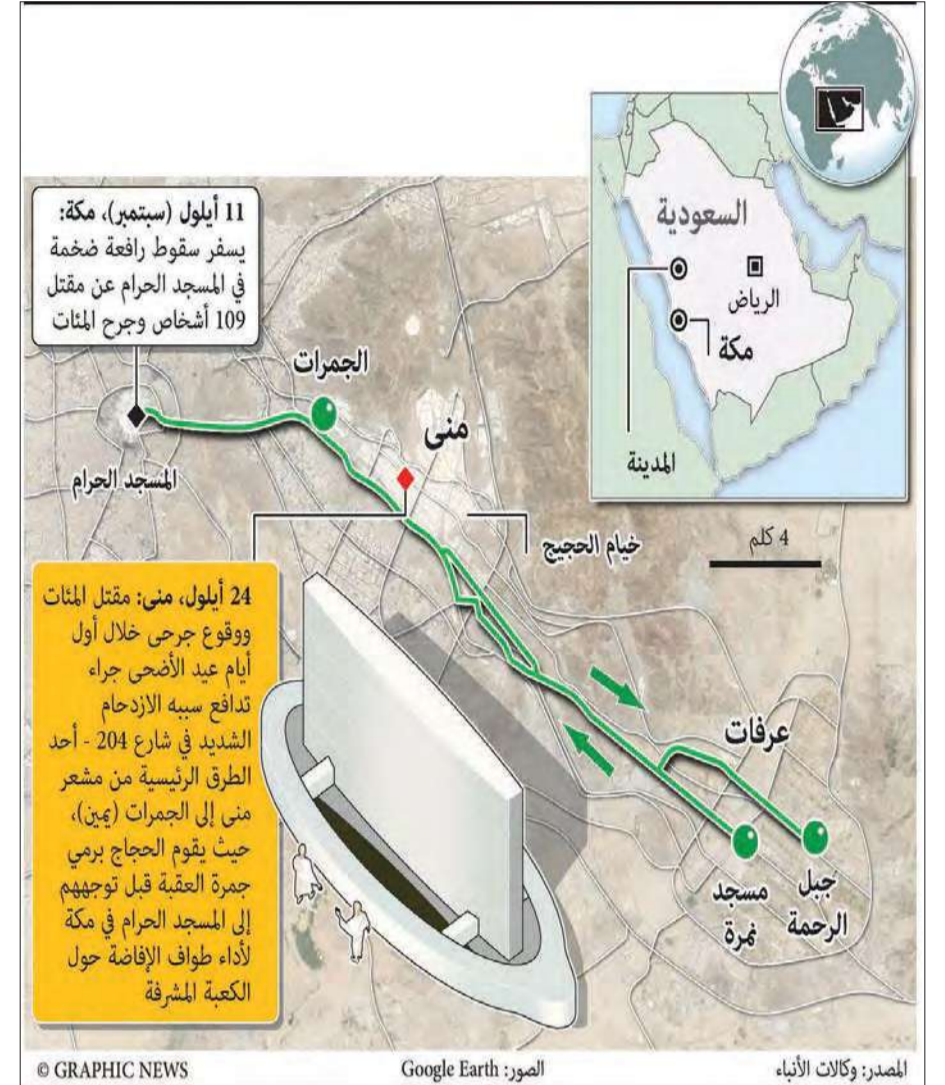 السعودية
الرياض
مكة
المدينة
11 أيلول (سبتمبر)، مكة:
يسفر سقوط رافعة ضخمة
في المسجد الحرام عن مقتل
109 أشخاص وجرح المئات
الجمرات
منى
المسجد الحرام
خيام الحجيج
4 كلم
24 أيلول، منى: مقتل المئات
ووقوع جرحى خلال أول
أيام عيد الأضحى جراء
تدافع سببه الازدحام
الشديد في شارع 204 - أحد
الطرق الرئيسية من مشعر
منى إلى الجمرات (يمين)،
حيث يقوم الحجاج برمي
جمرة العقبة قبل توجههم
إلى المسجد الحرام في مكة
لأداء طواف الإفاضة حول
الكعبة المشرفة
عرفات
جبل
الرحمة
مسجد
نمرة
المصدر: وكالات الأنباء
الصور: Google Earth
© GRAPHIC NEWS